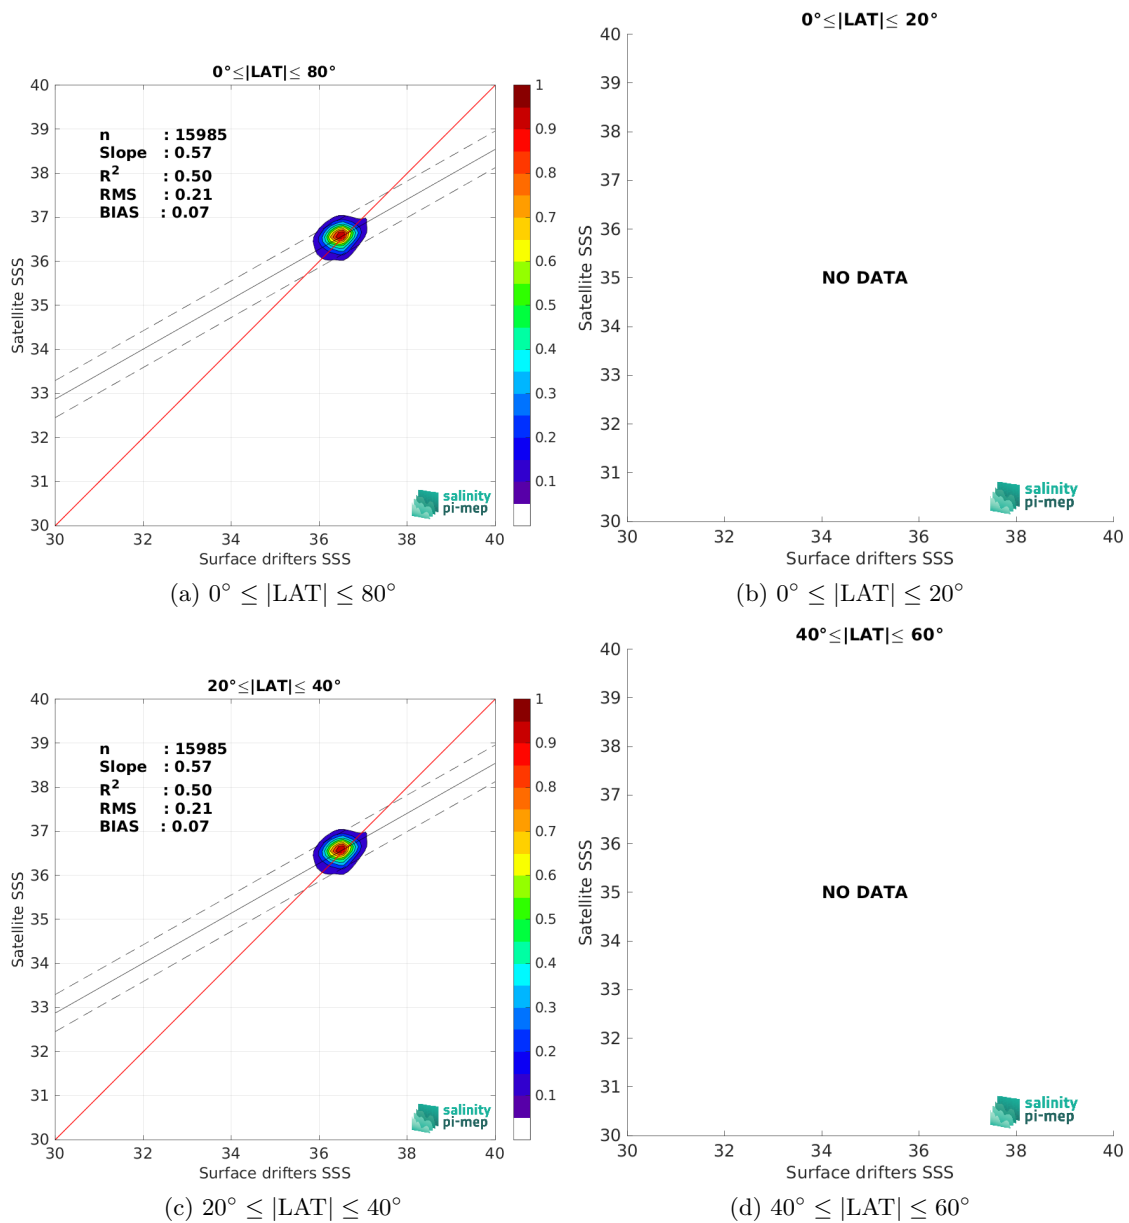 0°≤|LAT|≤ 80°
40
39
38
37
36
35
34
33
32
31
30
Satellite SSS
n : 15985
Slope : 0.57
R² : 0.50
RMS : 0.21
BIAS : 0.07
1
0.9
0.8
0.7
0.6
0.5
0.4
0.3
0.2
0.1
salinity
pi-mep
30 32 34 36 38 40
Surface drifters SSS
(a) 0° ≤ |LAT| ≤ 80°
0°≤|LAT|≤ 20°
40
39
38
37
36
35
34
33
32
31
30
Satellite SSS
NO DATA
salinity
pi-mep
30 32 34 36 38 40
Surface drifters SSS
(b) 0° ≤ |LAT| ≤ 20°
20°≤|LAT|≤ 40°
40
39
38
37
36
35
34
33
32
31
30
Satellite SSS
n : 15985
Slope : 0.57
R² : 0.50
RMS : 0.21
BIAS : 0.07
1
0.9
0.8
0.7
0.6
0.5
0.4
0.3
0.2
0.1
salinity
pi-mep
30 32 34 36 38 40
Surface drifters SSS
(c) 20° ≤ |LAT| ≤ 40°
40°≤|LAT|≤ 60°
40
39
38
37
36
35
34
33
32
31
30
Satellite SSS
NO DATA
salinity
pi-mep
30 32 34 36 38 40
Surface drifters SSS
(d) 40° ≤ |LAT| ≤ 60°